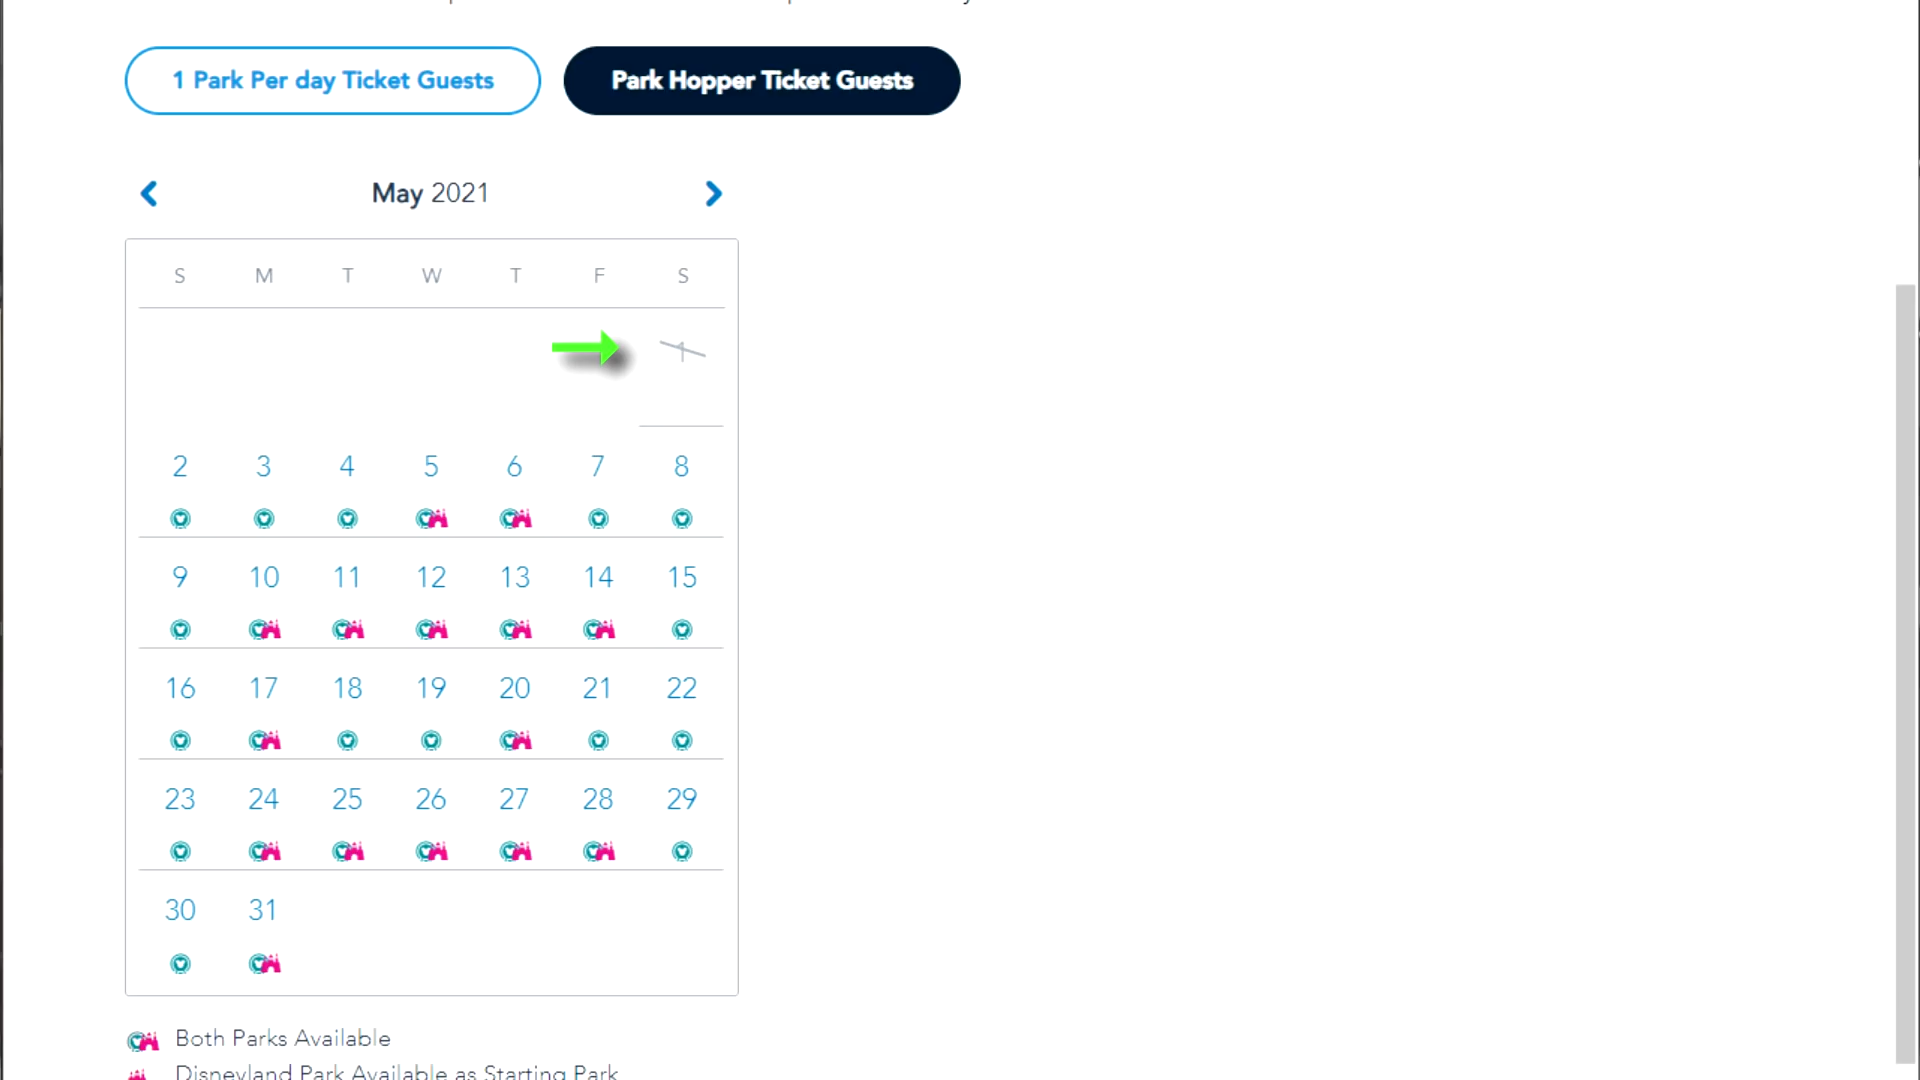 1 Park Per day Ticket Guests
Park Hopper Ticket Guests
May 2021
S M T W T F S
1
2 3 4 5 6 7 8
9 10 11 12 13 14 15
16 17 18 19 20 21 22
23 24 25 26 27 28 29
30 31
Both Parks Available
Disneyland Park Available as Starting Park